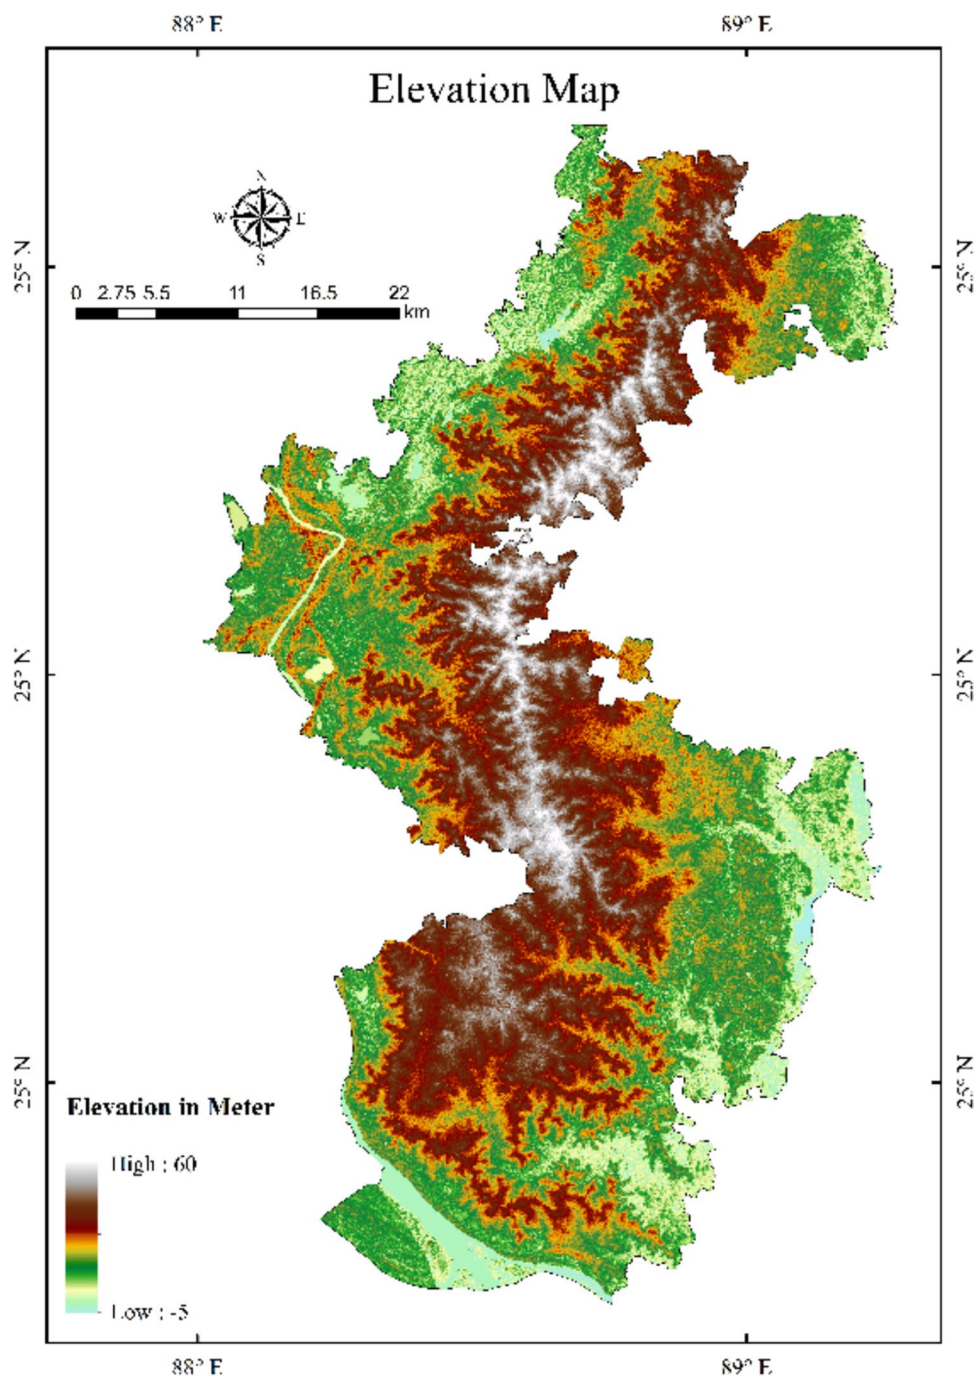 88° E 89° E
Elevation Map
N
W E
S
0 2.75 5.5 11 16.5 22
km
25° N 25° N
25° N 25° N
25° N 25° N
Elevation in Meter
High : 60
Low : -5
88° E 89° E